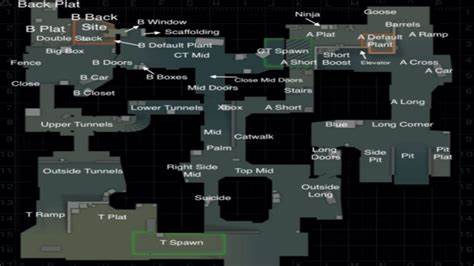 Back Plat
B Back
Site
B Plat
Double Stack
Big Box
Fence
Close
B Window
Scaffolding
B Default Plant
B Doors
CT Mid
B Car
B Boxes
B Closet
Close Mid Doors
Mid Doors
Ninja
Goose
Barrels
A Plat
A Default
Plant
A Ramp
CT Spawn
A Short
Short
Boost
Elevator
A Cross
A Car
Stairs
Lower Tunnels
Xbox
A Short
A Long
Upper Tunnels
Mid
Catwalk
Blue
Long Corner
Palm
Long
Doors
Side
Pit
Pit
Pit
Plat
Outside Tunnels
Right Side
Mid
Top Mid
Suicide
Outside
Long
T Ramp
T Plat
T Spawn